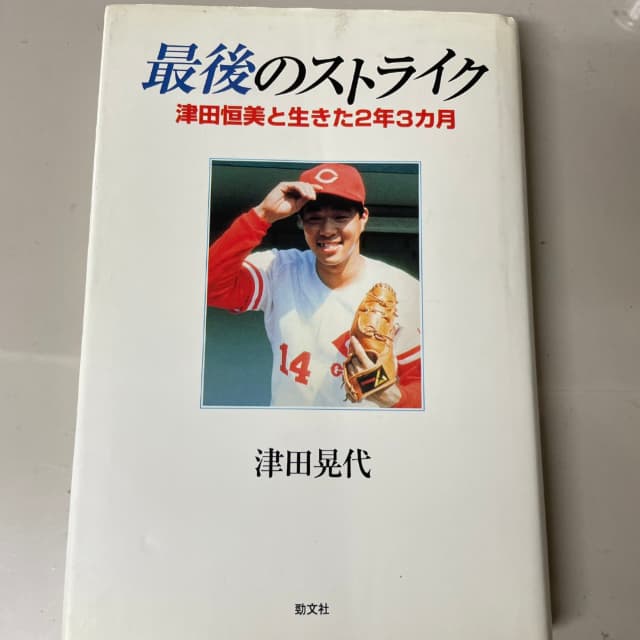 最後のストライク
津田恒美と生きた2年3カ月
C
14
C
津田晃代
勁文社